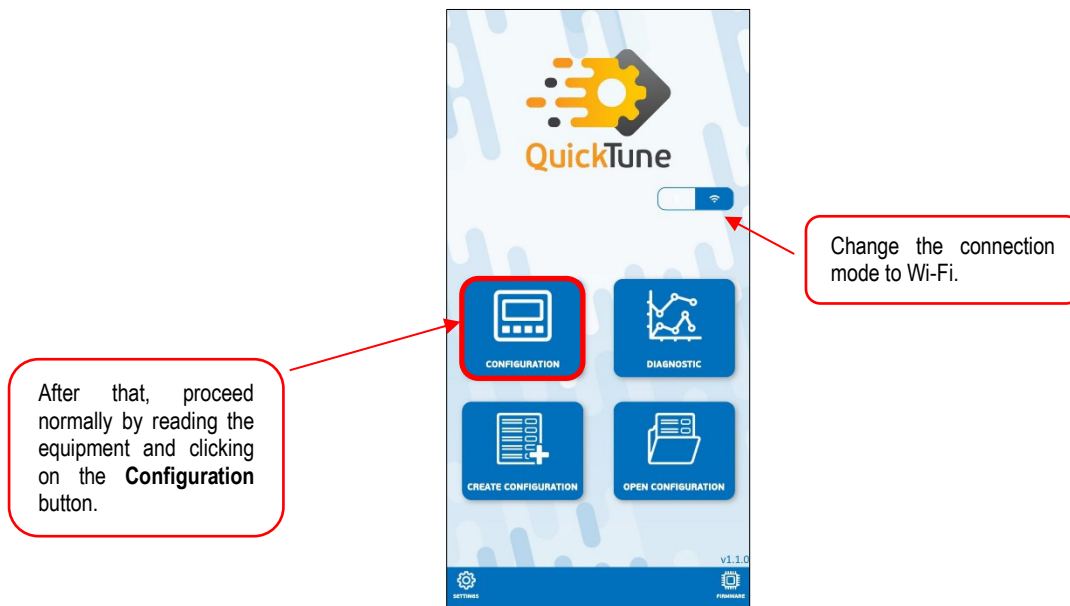 QuickTune
Change the connection
mode to Wi-Fi.
CONFIGURATION
DIAGNOSTIC
After that, proceed
normally by reading the
equipment and clicking
on the Configuration
button.
CREATE CONFIGURATION
OPEN CONFIGURATION
v1.1.0
SETTINGS
FIRMWARE